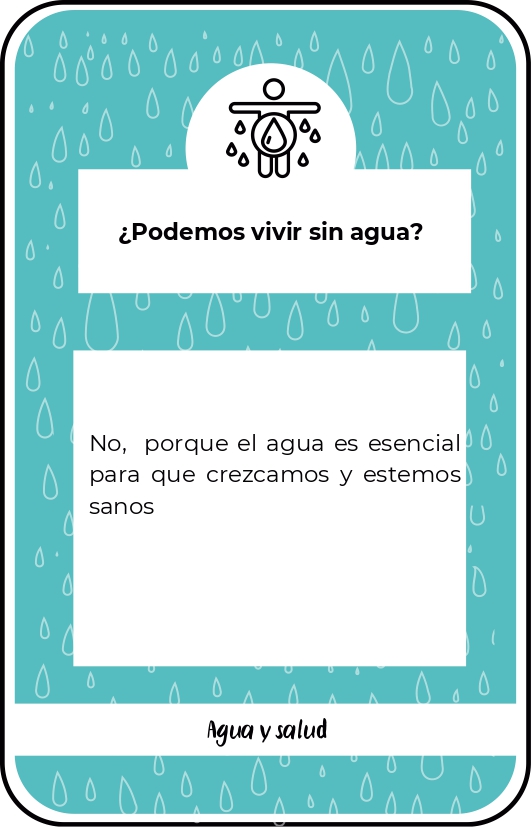 ¿Podemos vivir sin agua?
No, porque el agua es esencial
para que crezcamos y estemos
sanos
Agua y salud